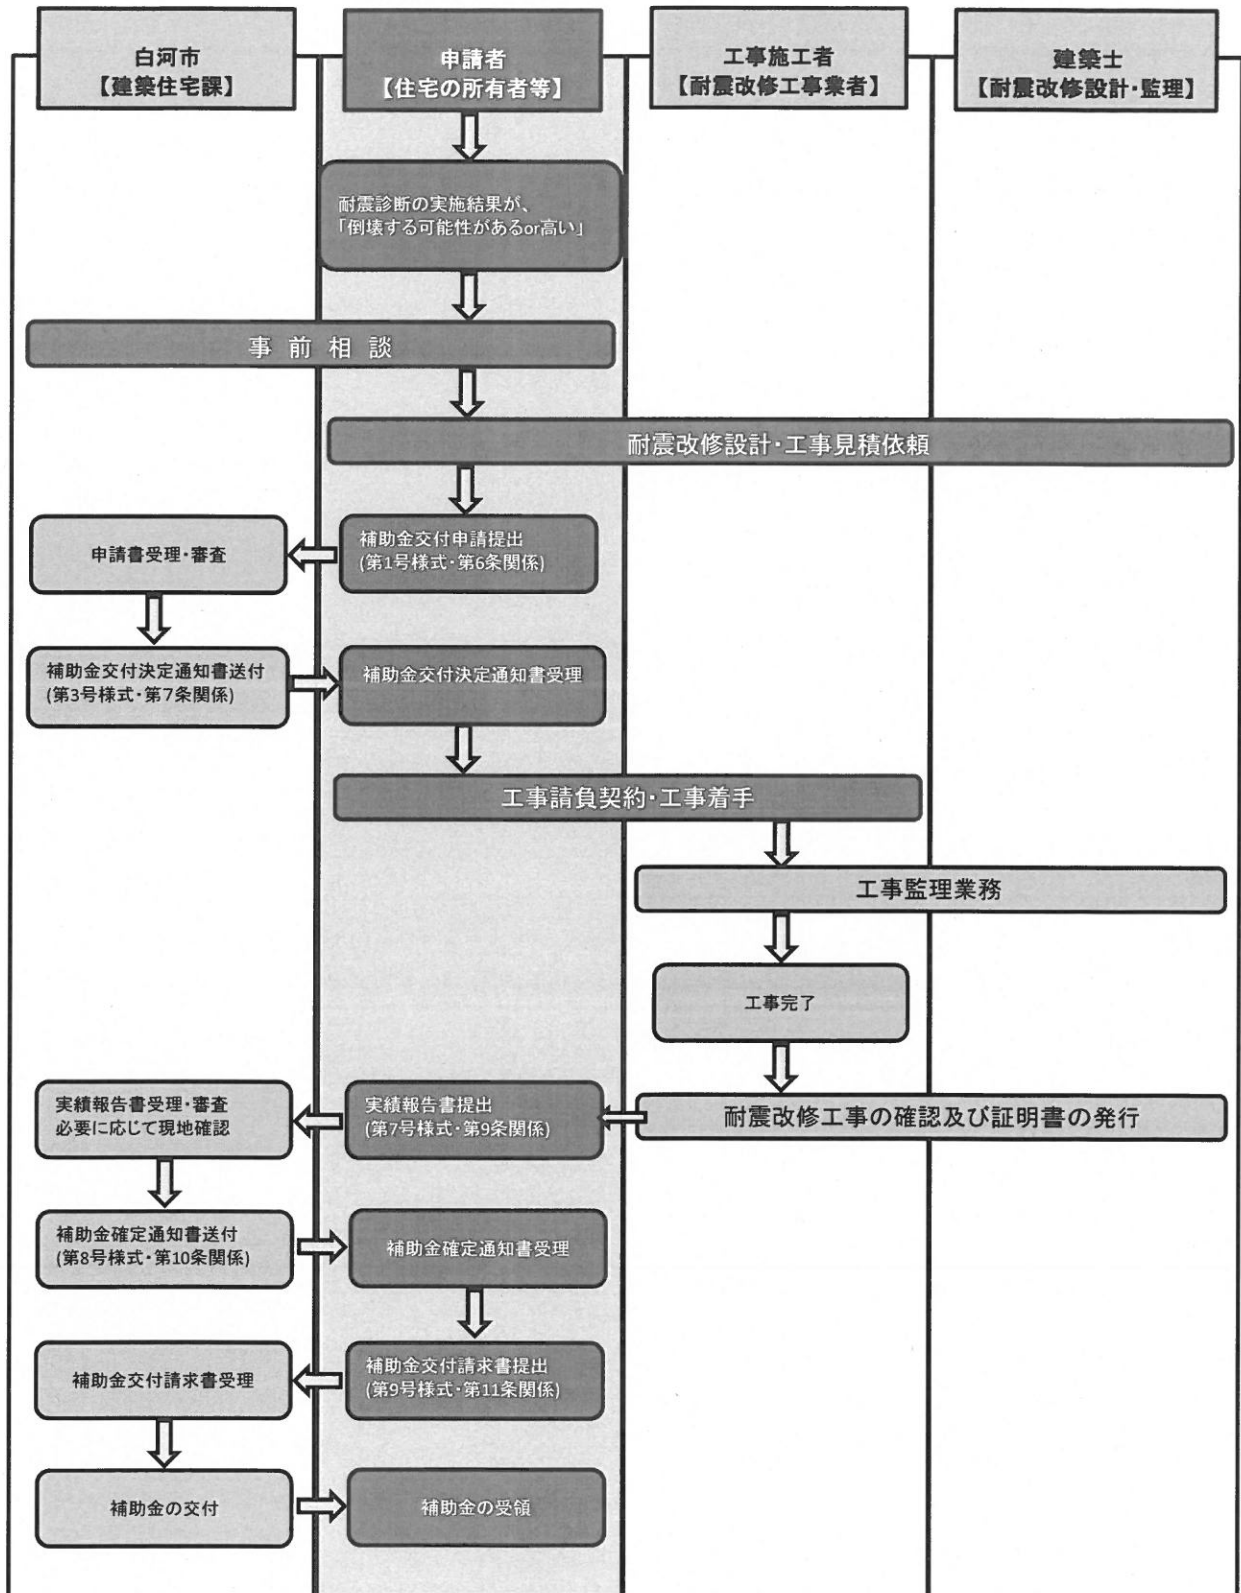 白河市
【建築住宅課】
申請者
【住宅の所有者等】
工事施工者
【耐震改修工事業者】
建築士
【耐震改修設計・監理】
耐震診断の実施結果が、
「倒壊する可能性があるor高い」
事前相談
耐震改修設計・工事見積依頼
申請書受理・審査
補助金交付申請提出
(第1号様式・第6条関係)
補助金交付決定通知書送付
(第3号様式・第7条関係)
補助金交付決定通知書受理
工事請負契約・工事着手
工事監理業務
工事完了
実績報告書受理・審査
必要に応じて現地確認
実績報告書提出
(第7号様式・第9条関係)
耐震改修工事の確認及び証明書の発行
補助金確定通知書送付
(第8号様式・第10条関係)
補助金確定通知書受理
補助金交付請求書受理
補助金交付請求書提出
(第9号様式・第11条関係)
補助金の交付
補助金の受領